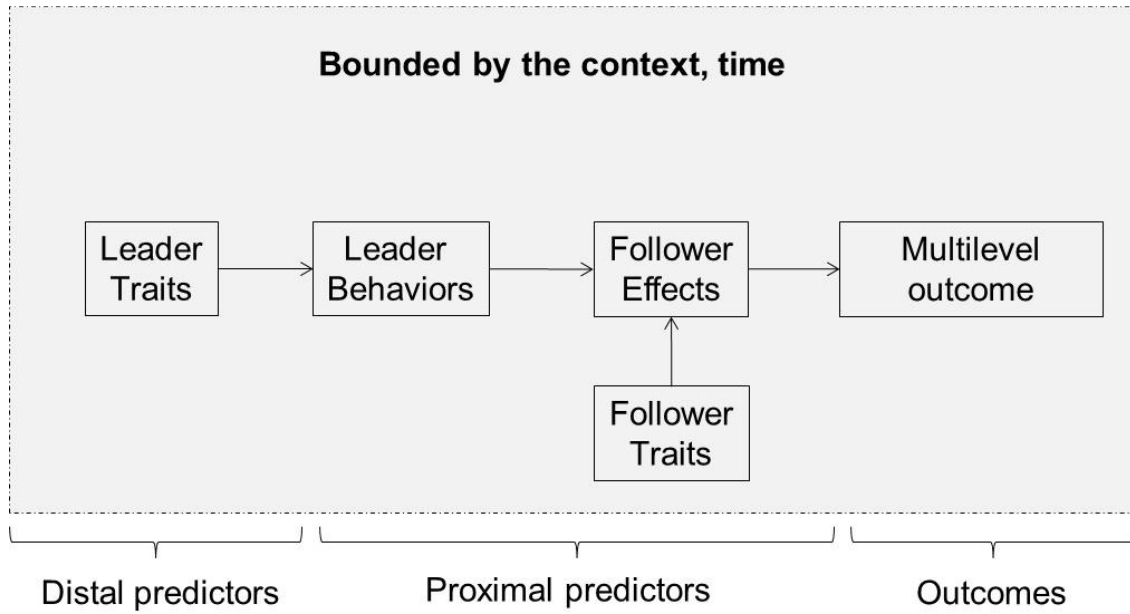 Bounded by the context, time
Leader
Traits
Leader
Behaviors
Follower
Effects
Multilevel
outcome
Follower
Traits
Distal predictors
Proximal predictors
Outcomes